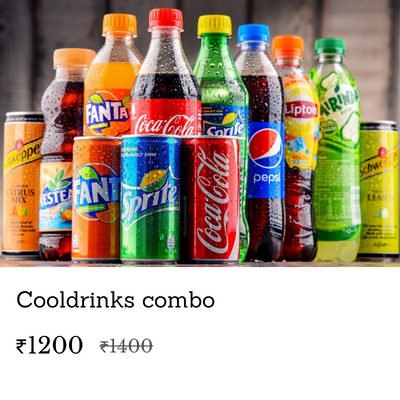 FANTA
Coca-Cola
Sprite
pepsi
Lipton
MIRINDA
Schweppes
CITRUS
MIX
NESTEA
FANTA
Sprite
Coca-Cola
Schweppes
LEMON
Cooldrinks combo
₹1200 ₹1400